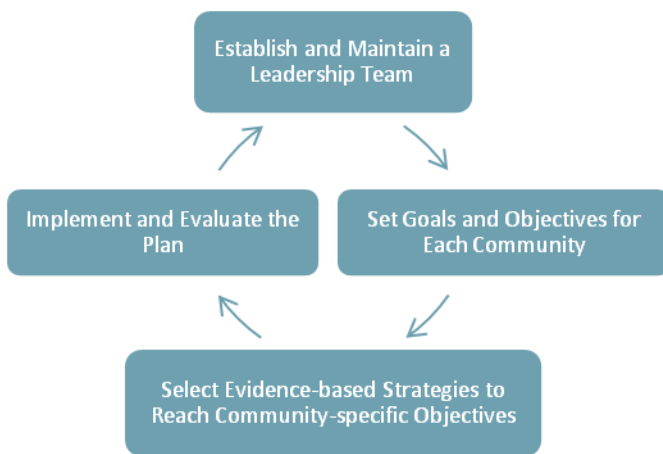 Establish and Maintain a
Leadership Team
Set Goals and Objectives for
Each Community
Select Evidence-based Strategies to
Reach Community-specific Objectives
Implement and Evaluate the
Plan